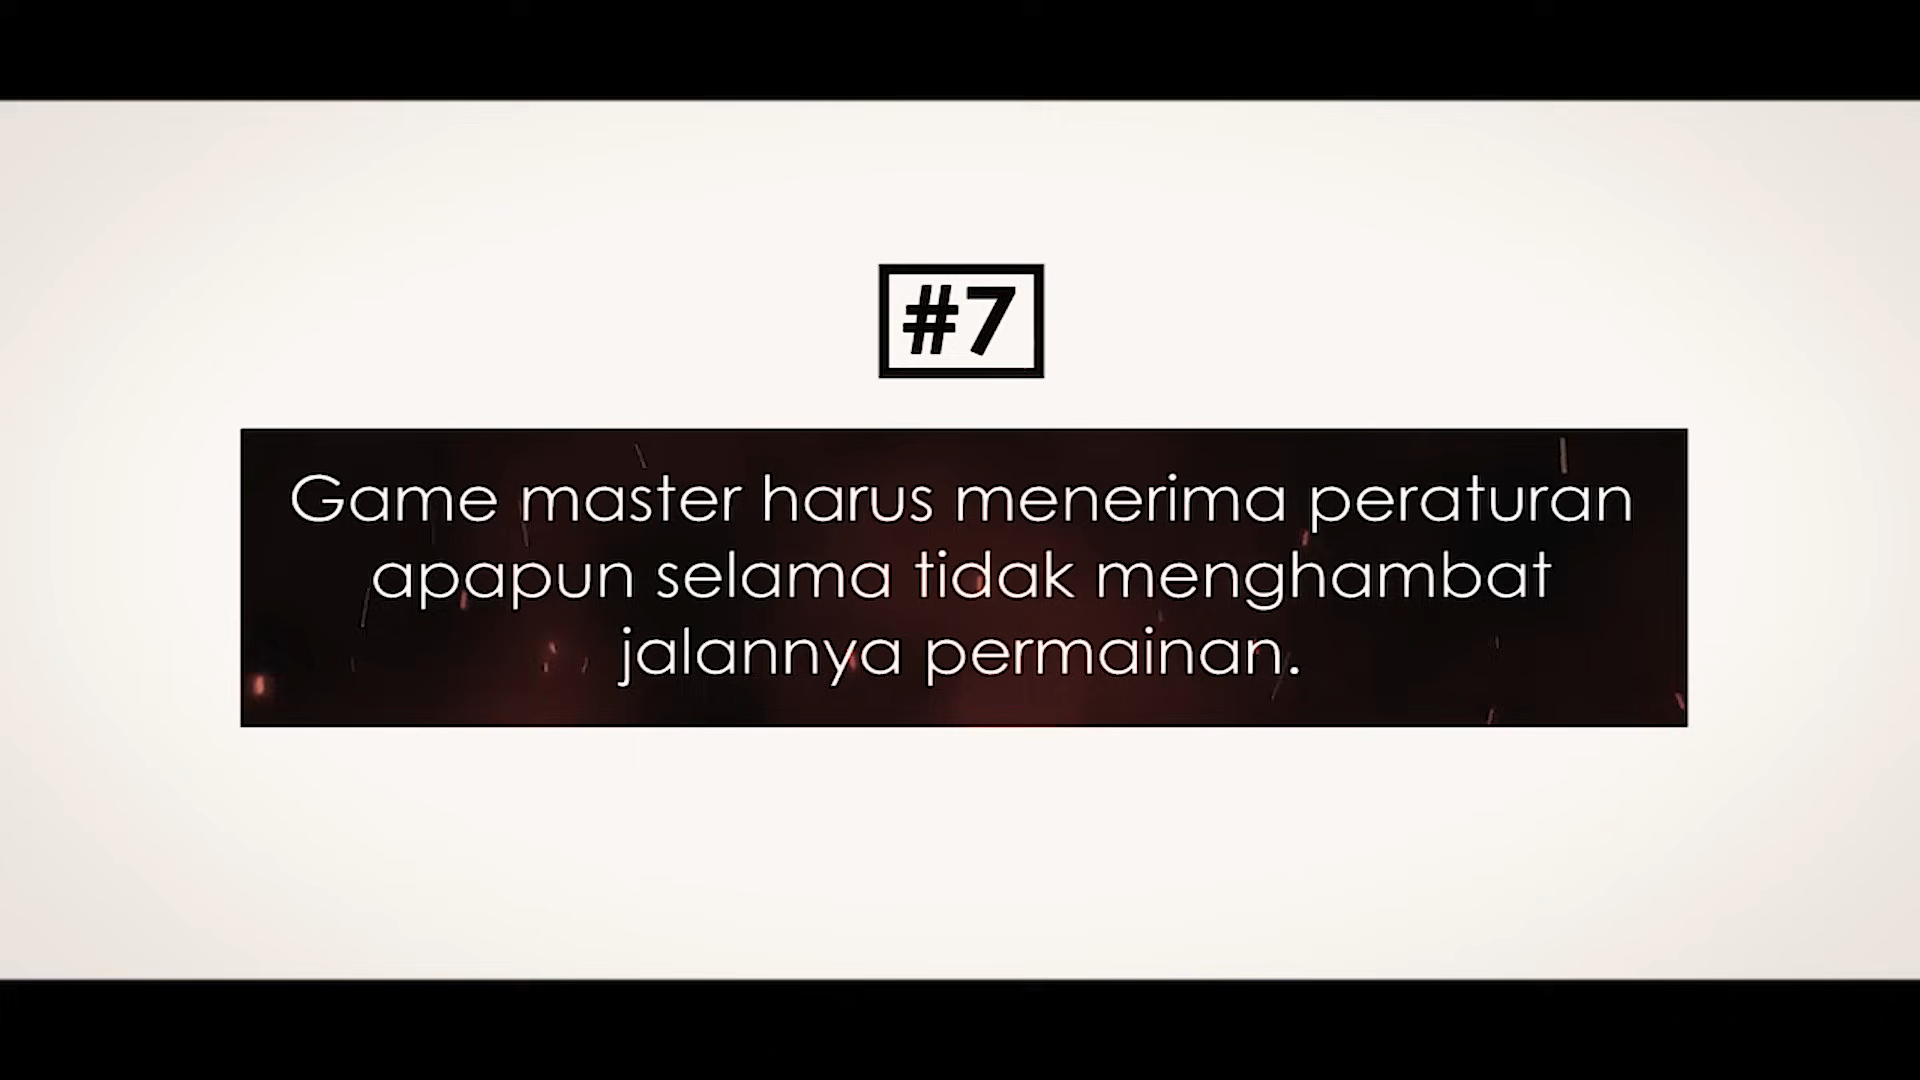 #7
Game master harus menerima peraturan
apapun selama tidak menghambat
jalannya permainan.